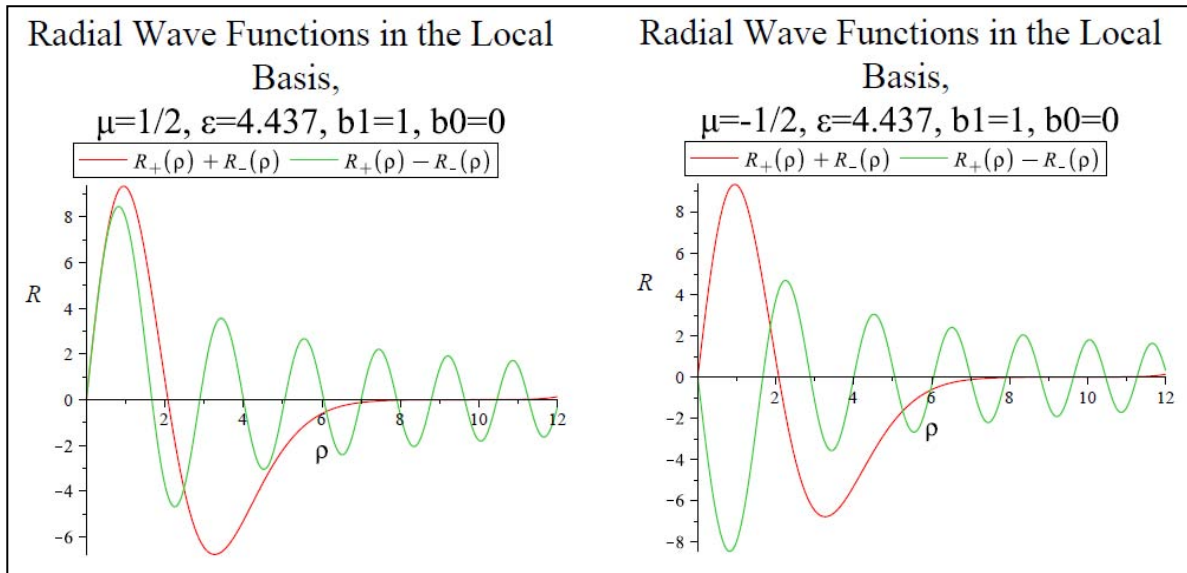 Radial Wave Functions in the Local
Basis,
μ=1/2, ε=4.437, b1=1, b0=0
R₊(ρ) + R₋(ρ) R₊(ρ) − R₋(ρ)
8
6
4
R
2
0
2 4 6 8 10 12
ρ
−2
−4
−6
Radial Wave Functions in the Local
Basis,
μ=-1/2, ε=4.437, b1=1, b0=0
R₊(ρ) + R₋(ρ) R₊(ρ) − R₋(ρ)
8
6
4
R
2
0
2 4 6 8 10 12
ρ
−2
−4
−6
−8